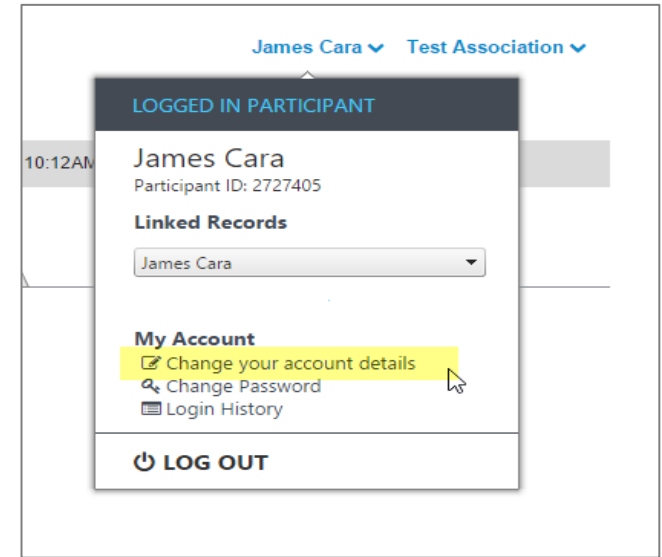 James Cara Test Association
LOGGED IN PARTICIPANT
10:12AM
James Cara
Participant ID: 2727405
Linked Records
James Cara
My Account
Change your account details
Change Password
Login History
LOG OUT